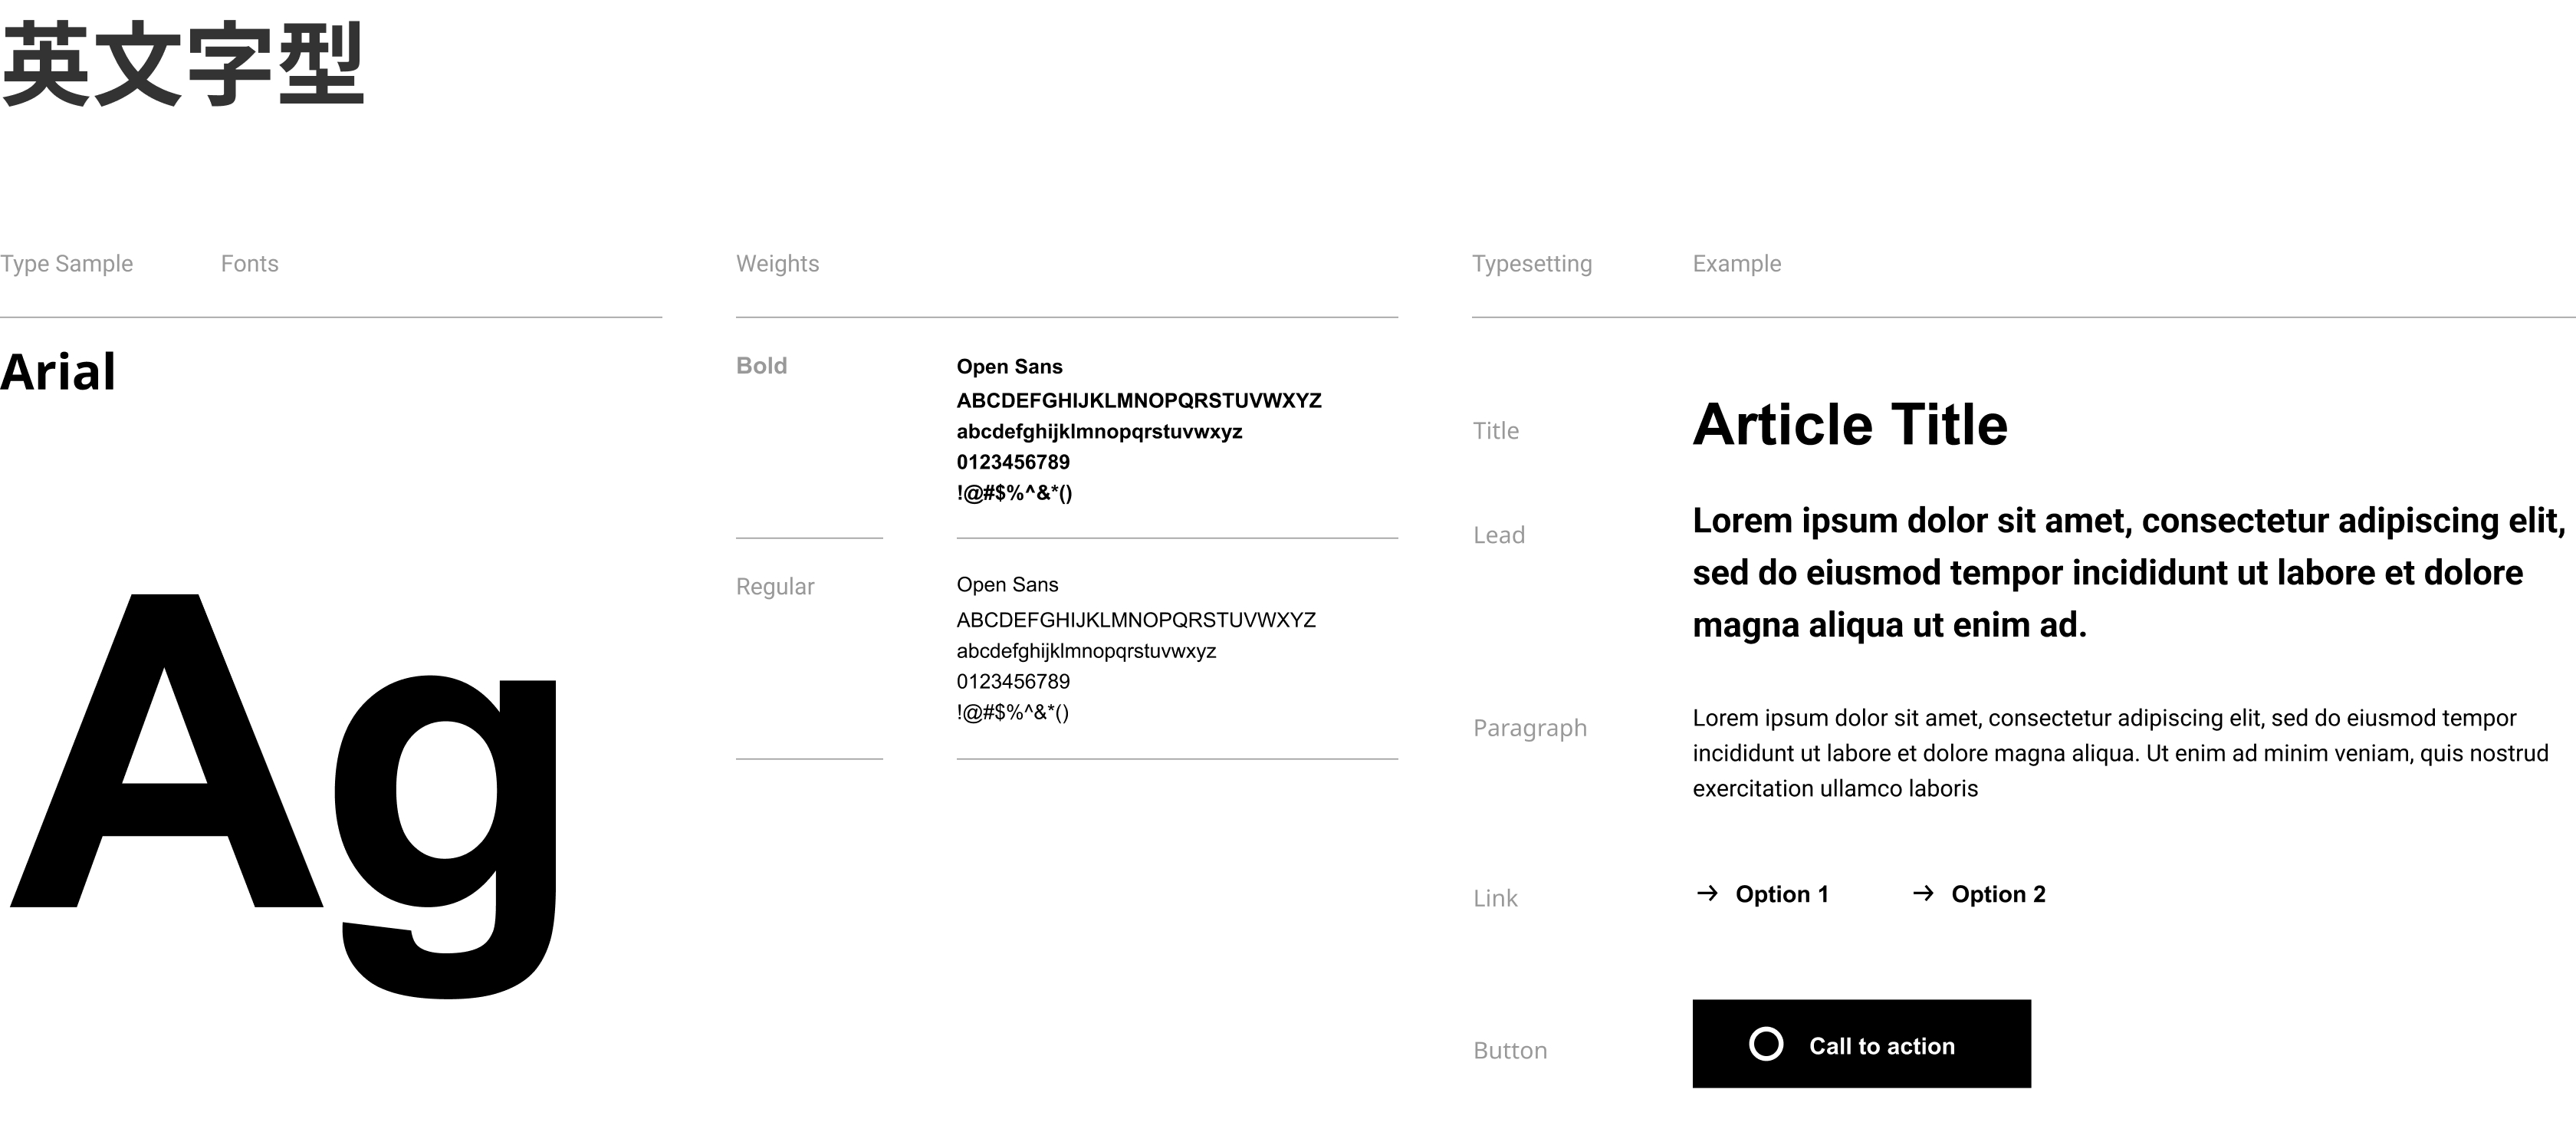 英文字型
Type Sample
Fonts
Arial
Ag
Weights
Bold
Open Sans
ABCDEFGHIJKLMNOPQRSTUVWXYZ
abcdefghijklmnopqrstuvwxyz
0123456789
!@#$%^&*()
Regular
Open Sans
ABCDEFGHIJKLMNOPQRSTUVWXYZ
abcdefghijklmnopqrstuvwxyz
0123456789
!@#$%^&*()
Typesetting
Example
Title
Article Title
Lead
Lorem ipsum dolor sit amet, consectetur adipiscing elit,
sed do eiusmod tempor incididunt ut labore et dolore
magna aliqua ut enim ad.
Paragraph
Lorem ipsum dolor sit amet, consectetur adipiscing elit, sed do eiusmod tempor
incididunt ut labore et dolore magna aliqua. Ut enim ad minim veniam, quis nostrud
exercitation ullamco laboris
Link
→ Option 1
→ Option 2
Button
Call to action